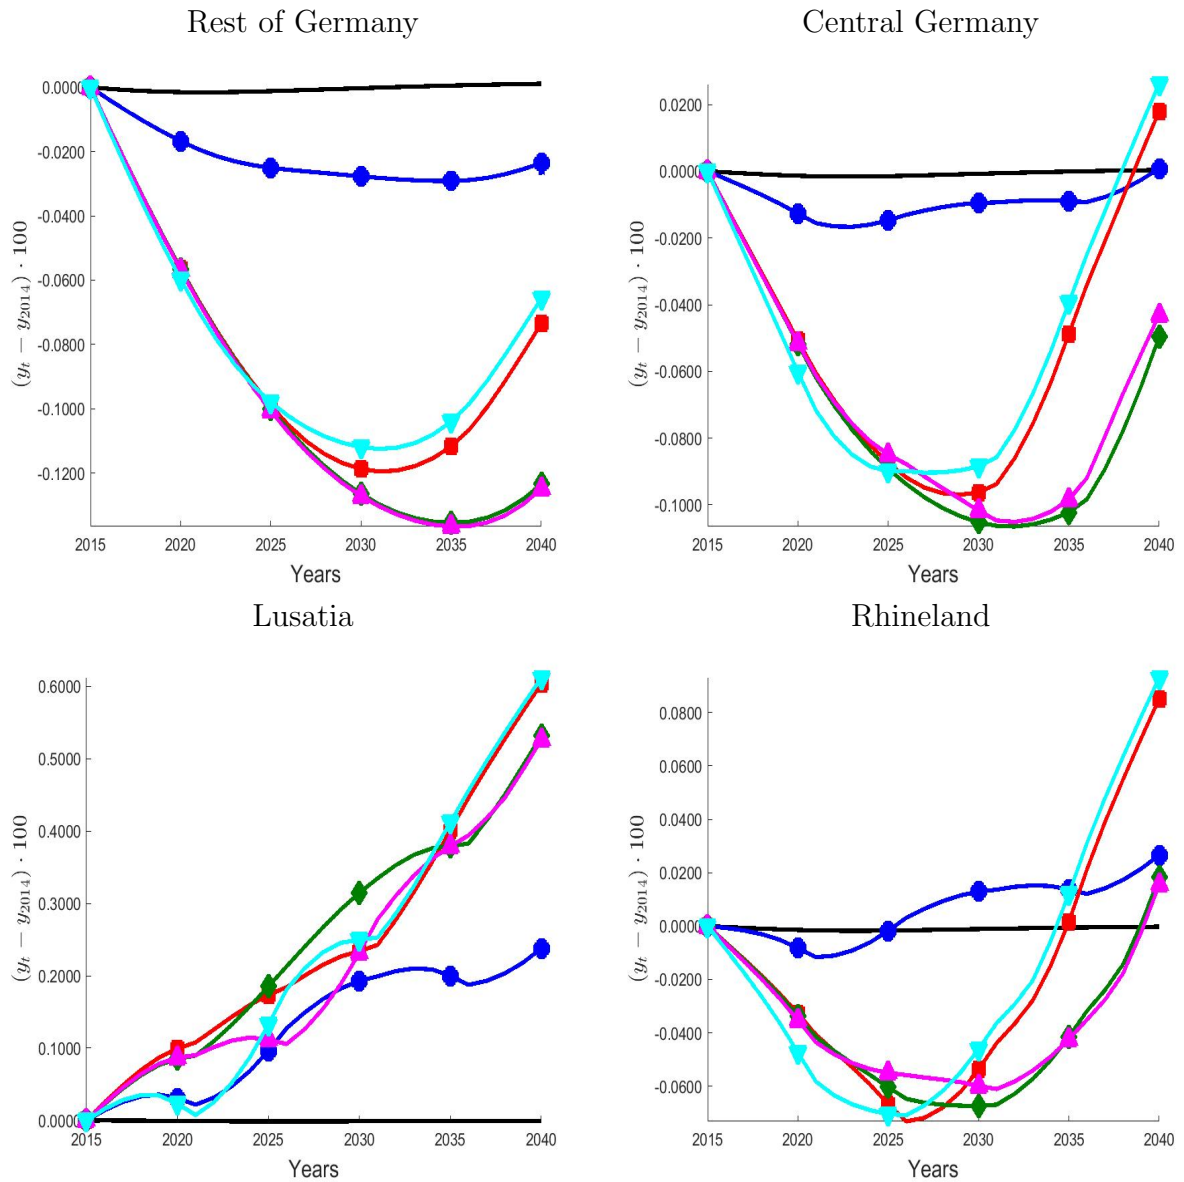 Rest of Germany
0.0000
-0.0200
-0.0400
-0.0600
-0.0800
-0.1000
-0.1200
(y_t − y_2014) · 100
2015 2020 2025 2030 2035 2040
Years
Central Germany
0.0200
0.0000
-0.0200
-0.0400
-0.0600
-0.0800
-0.1000
(y_t − y_2014) · 100
2015 2020 2025 2030 2035 2040
Years
Lusatia
0.6000
0.5000
0.4000
0.3000
0.2000
0.1000
0.0000
(y_t − y_2014) · 100
2015 2020 2025 2030 2035 2040
Years
Rhineland
0.0800
0.0600
0.0400
0.0200
0.0000
-0.0200
-0.0400
-0.0600
(y_t − y_2014) · 100
2015 2020 2025 2030 2035 2040
Years